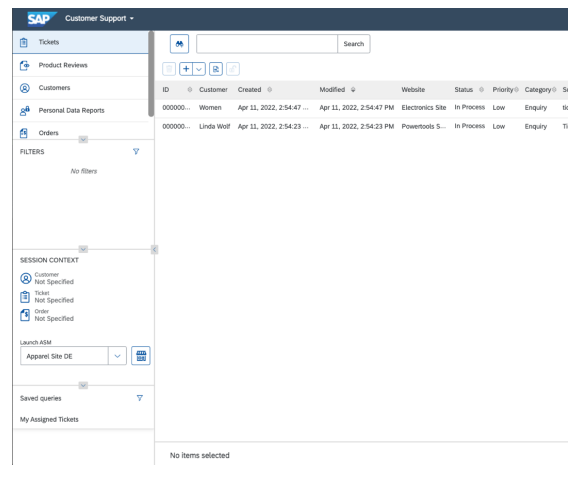 SAP Customer Support
Tickets
Product Reviews
Customers
Personal Data Reports
Orders
FILTERS
No filters
SESSION CONTEXT
Customer
Not Specified
Ticket
Not Specified
Order
Not Specified
Launch ASM
Apparel Site DE
Saved queries
My Assigned Tickets
Search
ID Customer Created Modified Website Status Priority Category
000000... Women Apr 11, 2022, 2:54:47 ... Apr 11, 2022, 2:54:47 PM Electronics Site In Process Low Enquiry
000000... Linda Wolf Apr 11, 2022, 2:54:23 ... Apr 11, 2022, 2:54:23 PM Powertools S... In Process Low Enquiry
No items selected